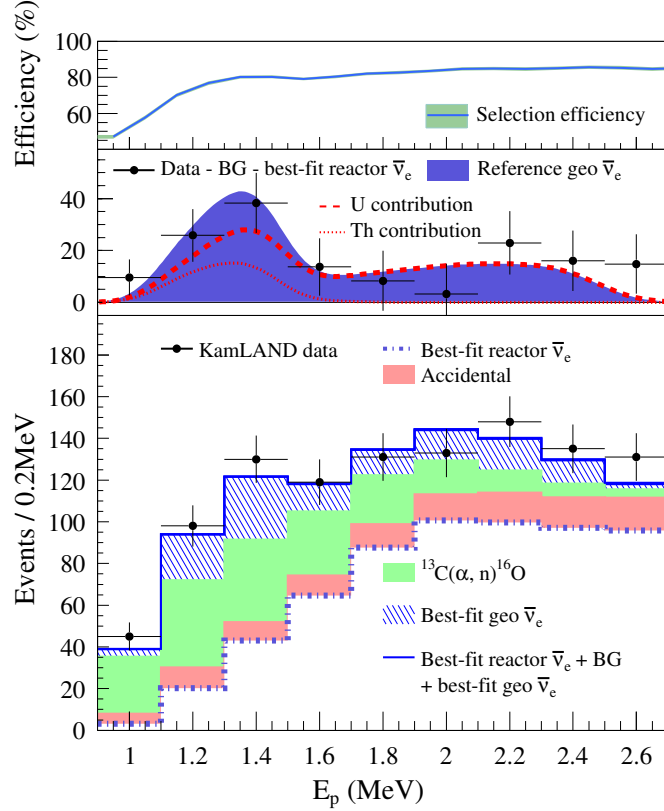 Efficiency (%)
100
80
60
Selection efficiency
Data - BG - best-fit reactor ν̅e
Reference geo ν̅e
40
20
0
U contribution
Th contribution
Events / 0.2MeV
180
160
140
120
100
80
60
40
20
0
KamLAND data
Best-fit reactor ν̅e
Accidental
¹³C(α, n)¹⁶O
Best-fit geo ν̅e
Best-fit reactor ν̅e + BG
+ best-fit geo ν̅e
1 1.2 1.4 1.6 1.8 2 2.2 2.4 2.6
Ep (MeV)